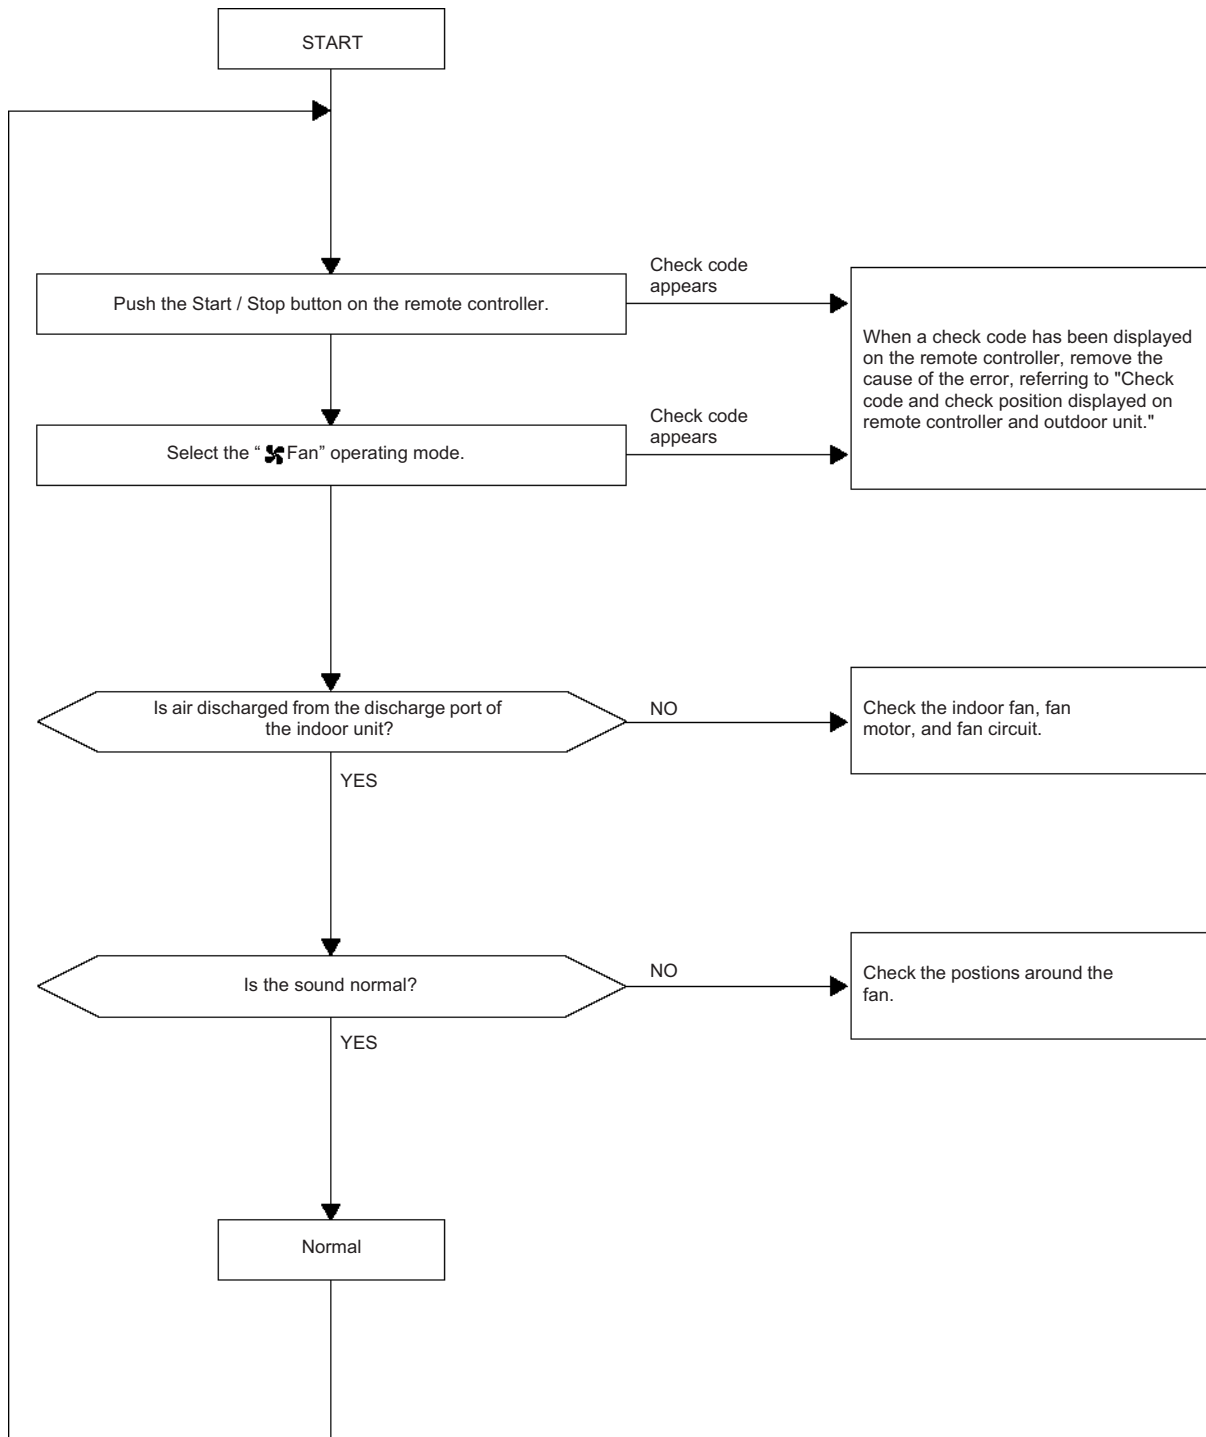 START
Check code
appears
Push the Start / Stop button on the remote controller.
When a check code has been displayed
on the remote controller, remove the
cause of the error, referring to "Check
code and check position displayed on
remote controller and outdoor unit."
Check code
appears
Select the “ Fan” operating mode.
Is air discharged from the discharge port of
the indoor unit?
NO
Check the indoor fan, fan
motor, and fan circuit.
YES
Is the sound normal?
NO
Check the postions around the
fan.
YES
Normal